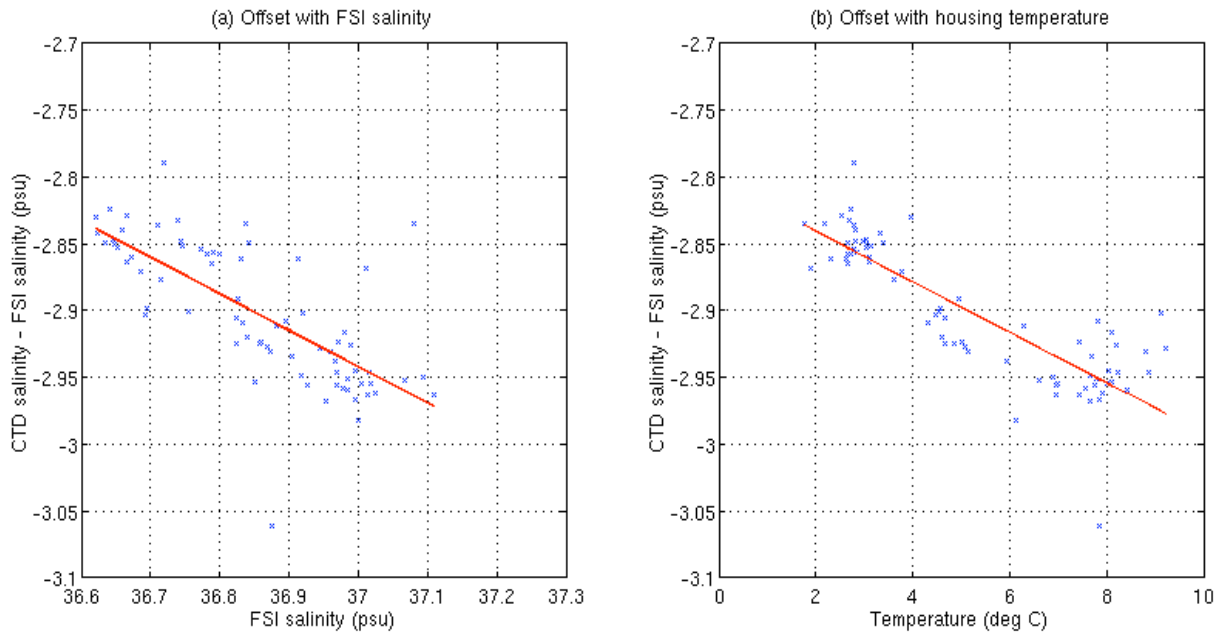 (a) Offset with FSI salinity
-2.7
-2.75
-2.8
-2.85
-2.9
-2.95
-3
-3.05
-3.1
CTD salinity - FSI salinity (psu)
36.6 36.7 36.8 36.9 37 37.1 37.2 37.3
FSI salinity (psu)
(b) Offset with housing temperature
-2.7
-2.75
-2.8
-2.85
-2.9
-2.95
-3
-3.05
-3.1
CTD salinity - FSI salinity (psu)
0 2 4 6 8 10
Temperature (deg C)